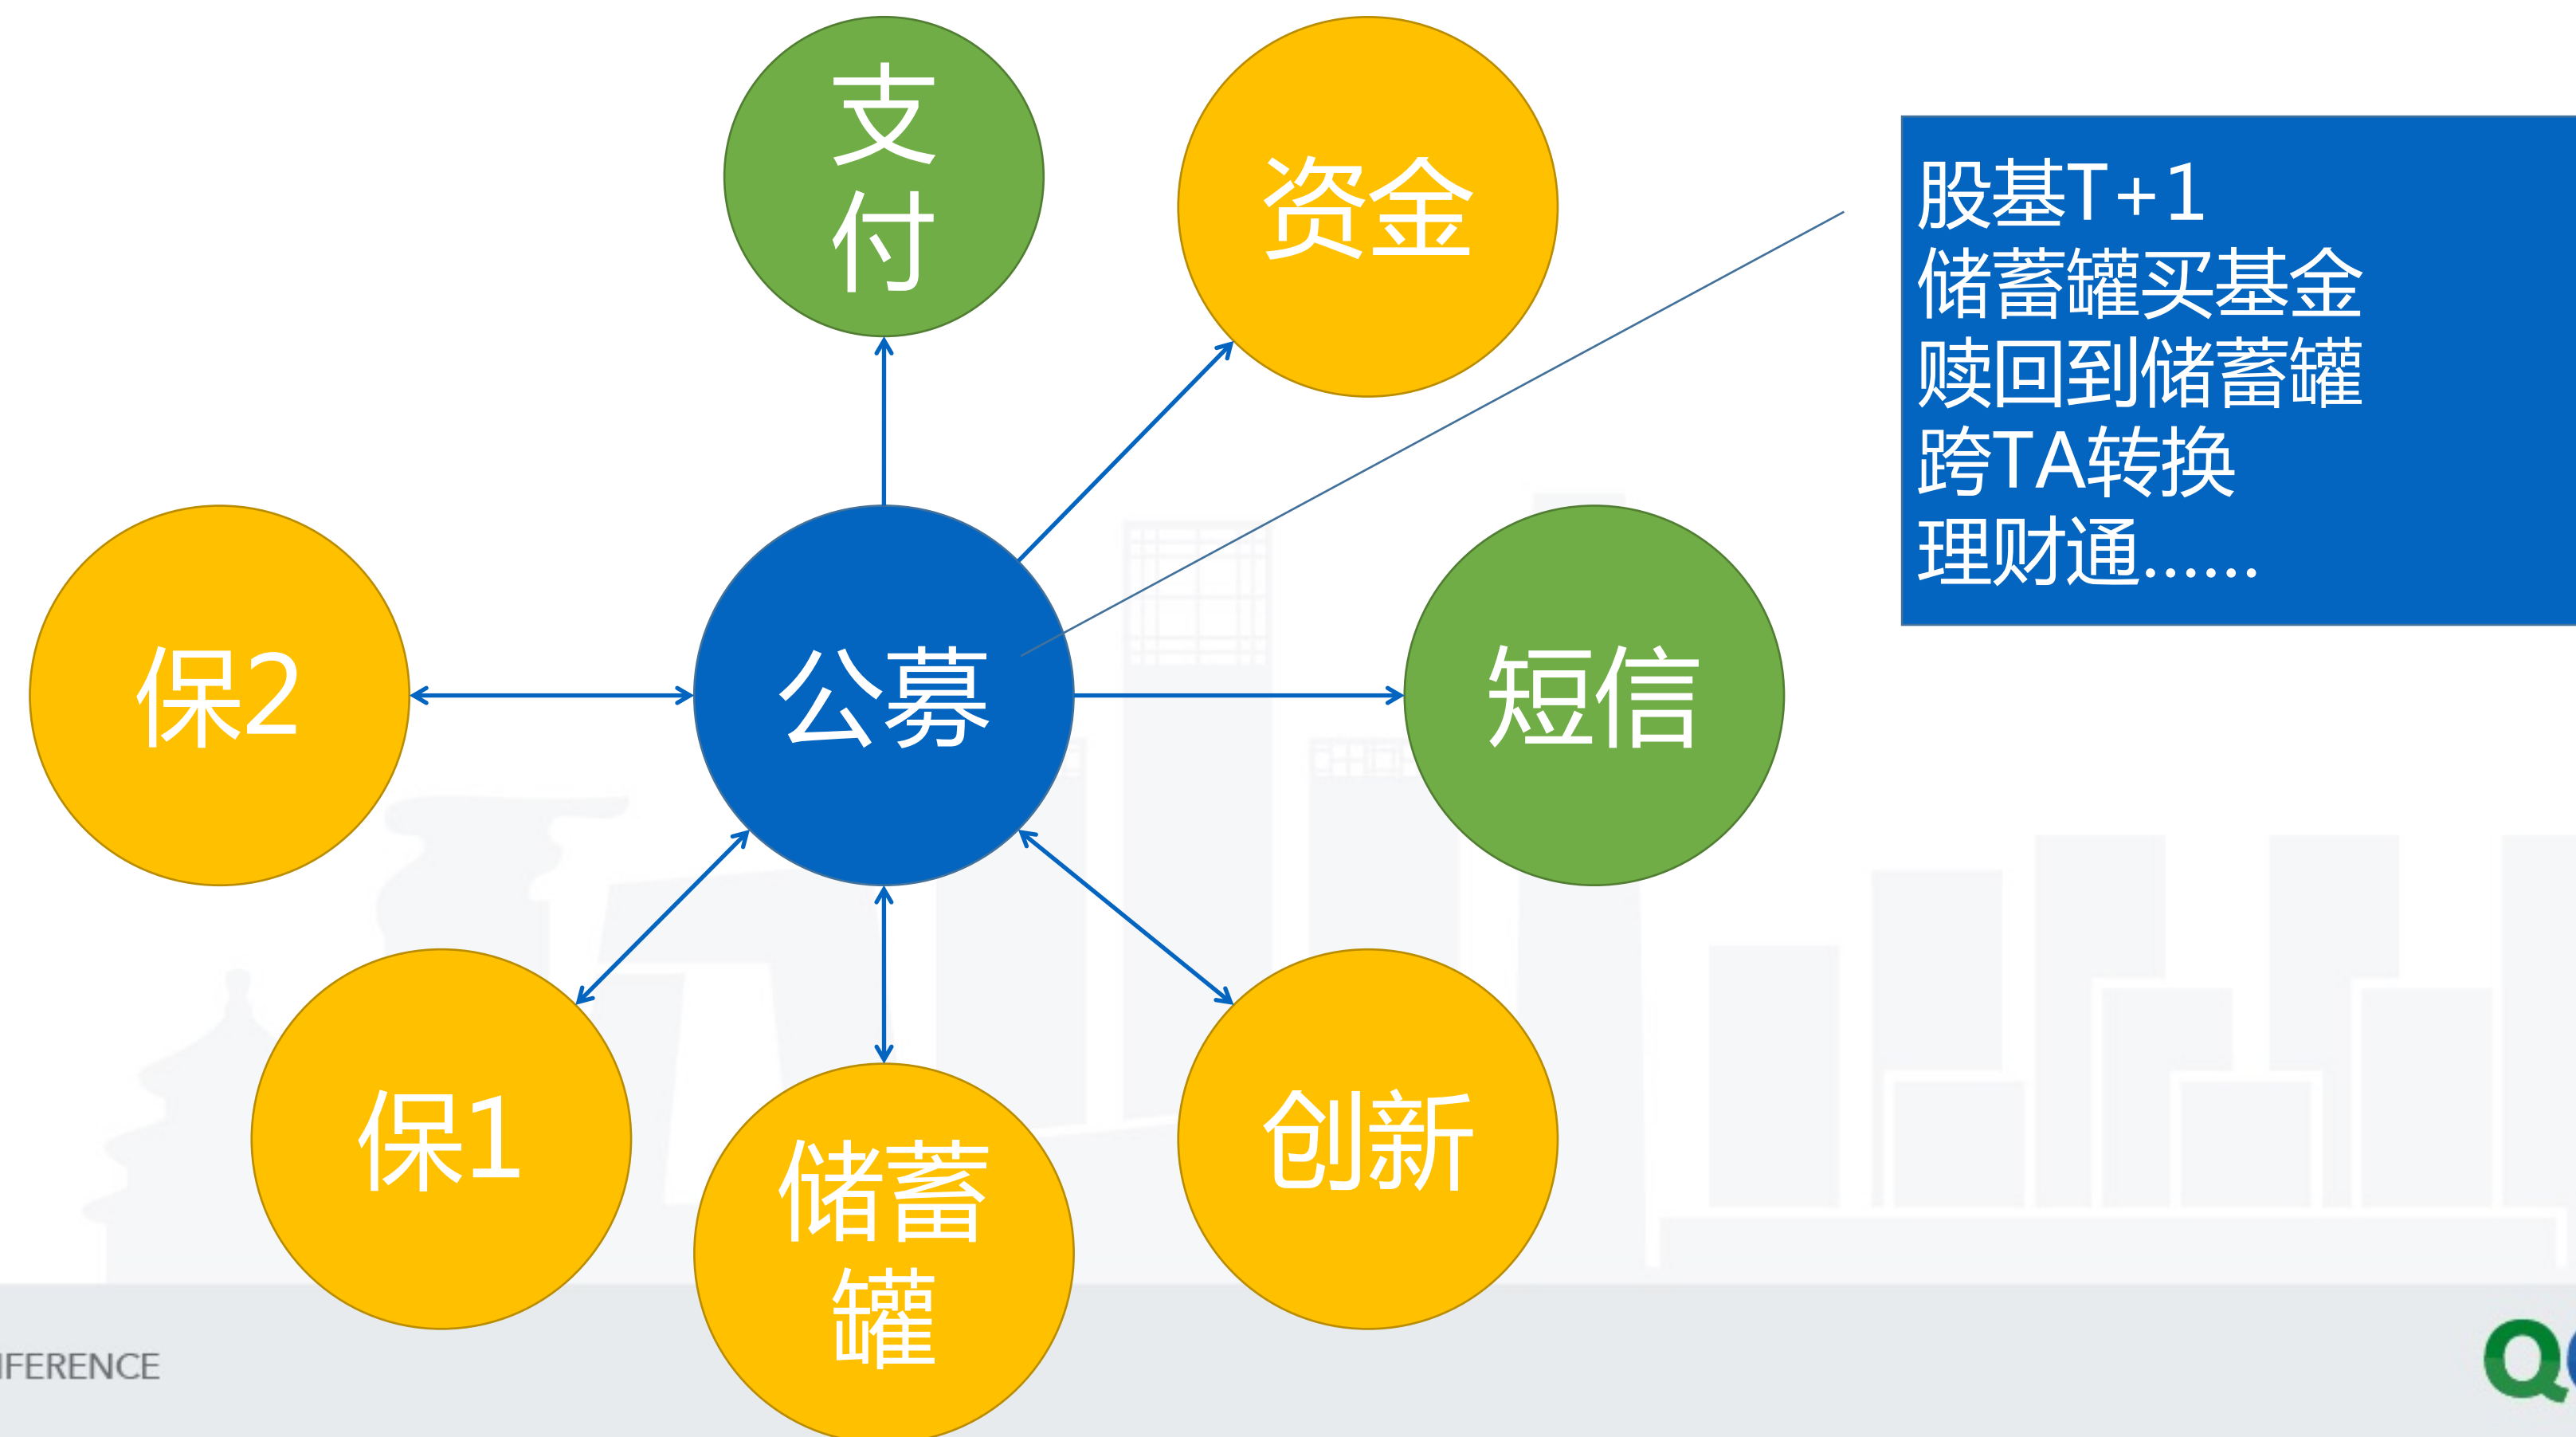 支
付
资金
股基T+1
储蓄罐买基金
赎回到储蓄罐
跨TA转换
理财通......
保2
公募
短信
保1
储蓄
罐
创新